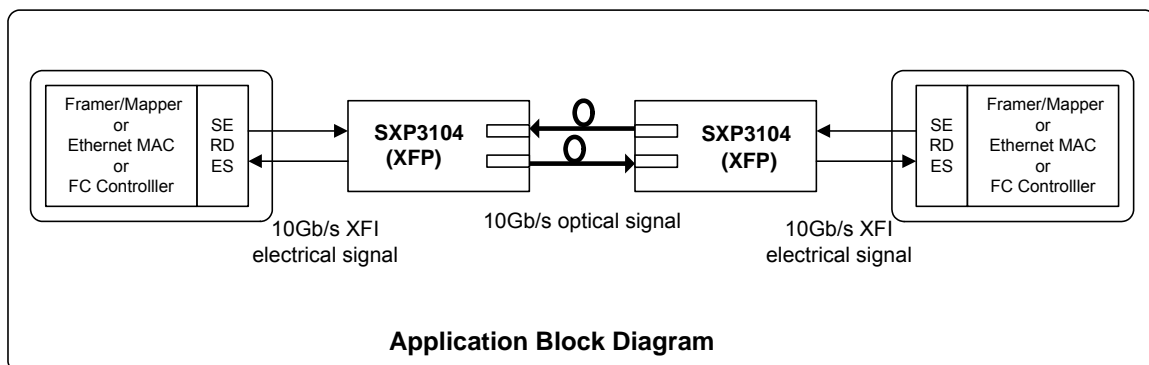 Framer/Mapper
or
Ethernet MAC
or
FC Controlller
SE
RD
ES
SXP3104
(XFP)
SXP3104
(XFP)
SE
RD
ES
Framer/Mapper
or
Ethernet MAC
or
FC Controlller
10Gb/s XFI
electrical signal
10Gb/s optical signal
10Gb/s XFI
electrical signal
Application Block Diagram